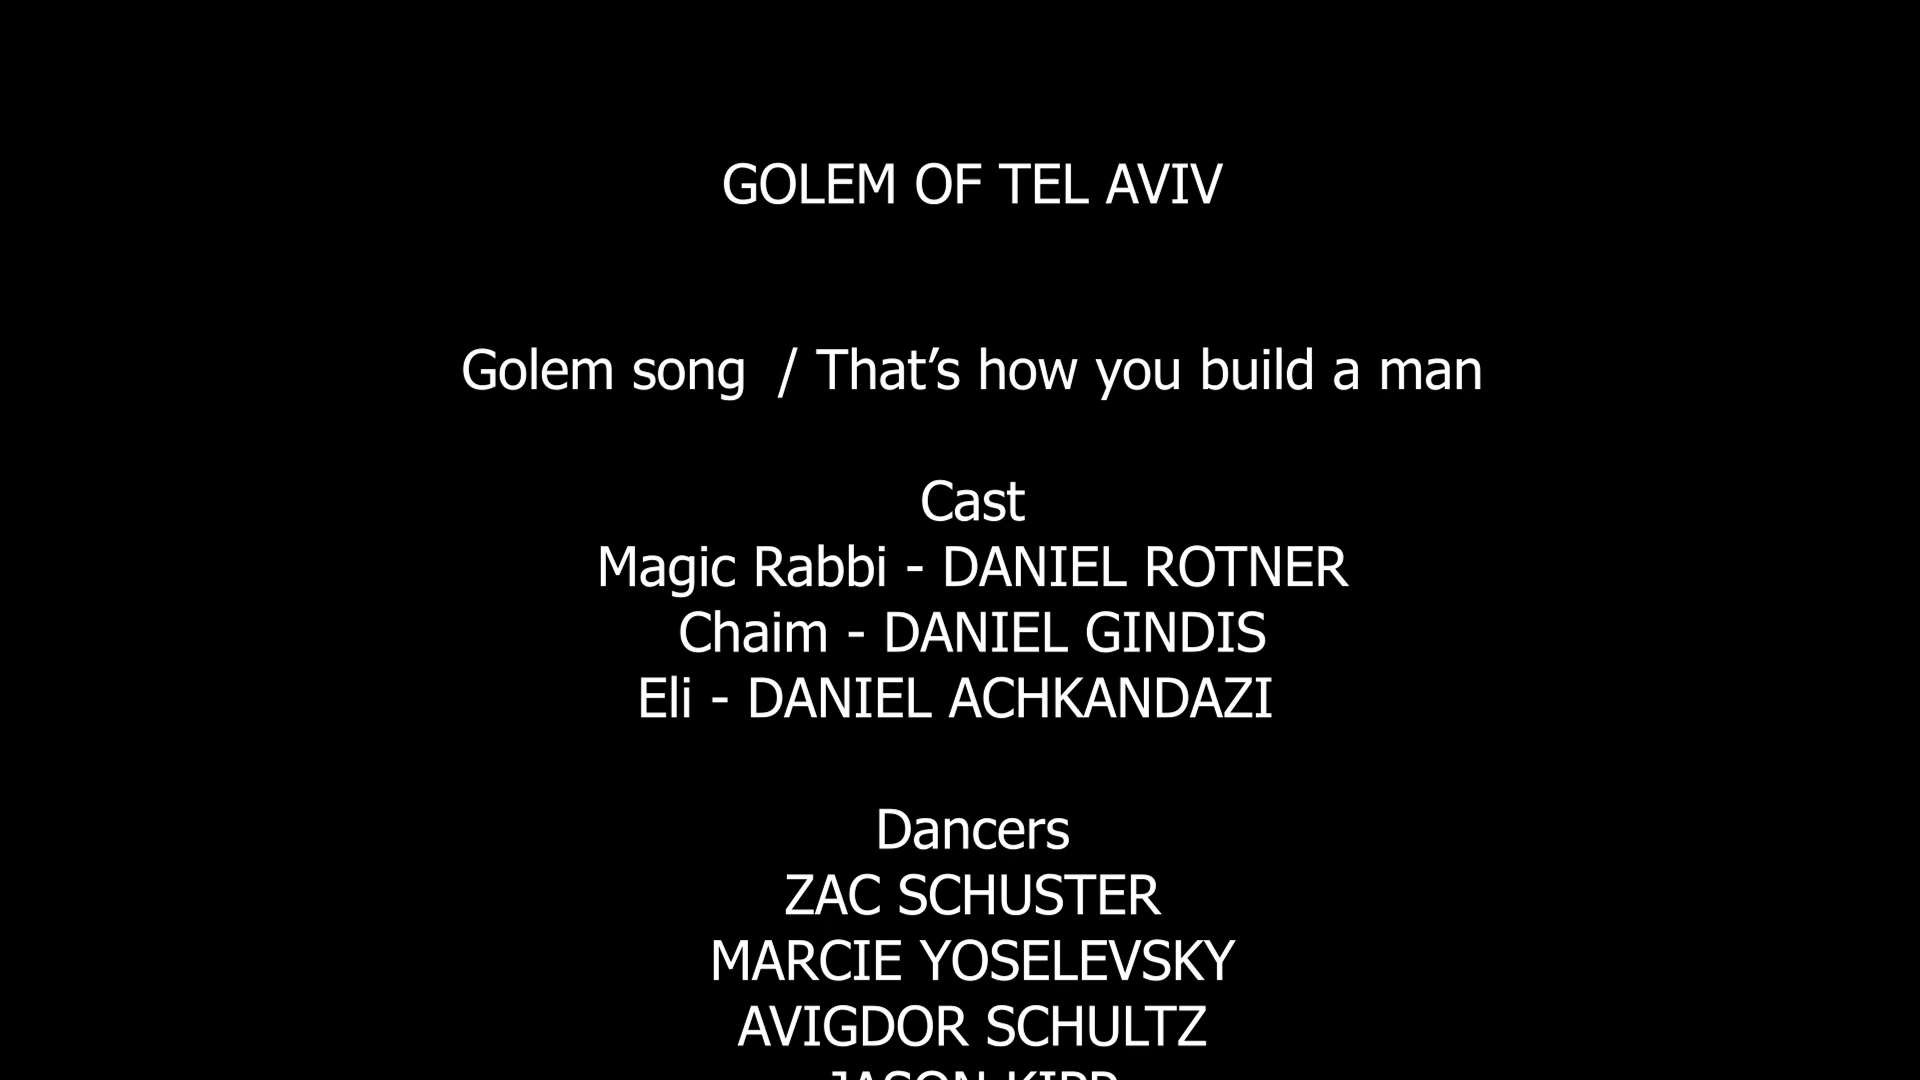 GOLEM OF TEL AVIV
Golem song / That’s how you build a man
Cast
Magic Rabbi - DANIEL ROTNER
Chaim - DANIEL GINDIS
Eli - DANIEL ACHKANDAZI
Dancers
ZAC SCHUSTER
MARCIE YOSELEVSKY
AVIGDOR SCHULTZ
JASON